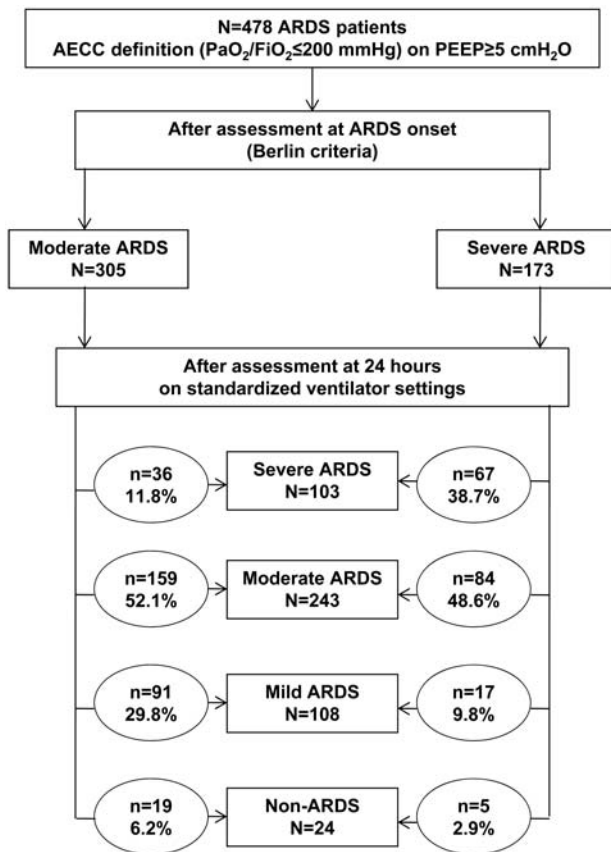 N=478 ARDS patients
AECC definition (PaO₂/FiO₂≤200 mmHg) on PEEP≥5 cmH₂O
After assessment at ARDS onset
(Berlin criteria)
Moderate ARDS
N=305
Severe ARDS
N=173
After assessment at 24 hours
on standardized ventilator settings
n=36
11.8%
Severe ARDS
N=103
n=67
38.7%
n=159
52.1%
Moderate ARDS
N=243
n=84
48.6%
n=91
29.8%
Mild ARDS
N=108
n=17
9.8%
n=19
6.2%
Non-ARDS
N=24
n=5
2.9%